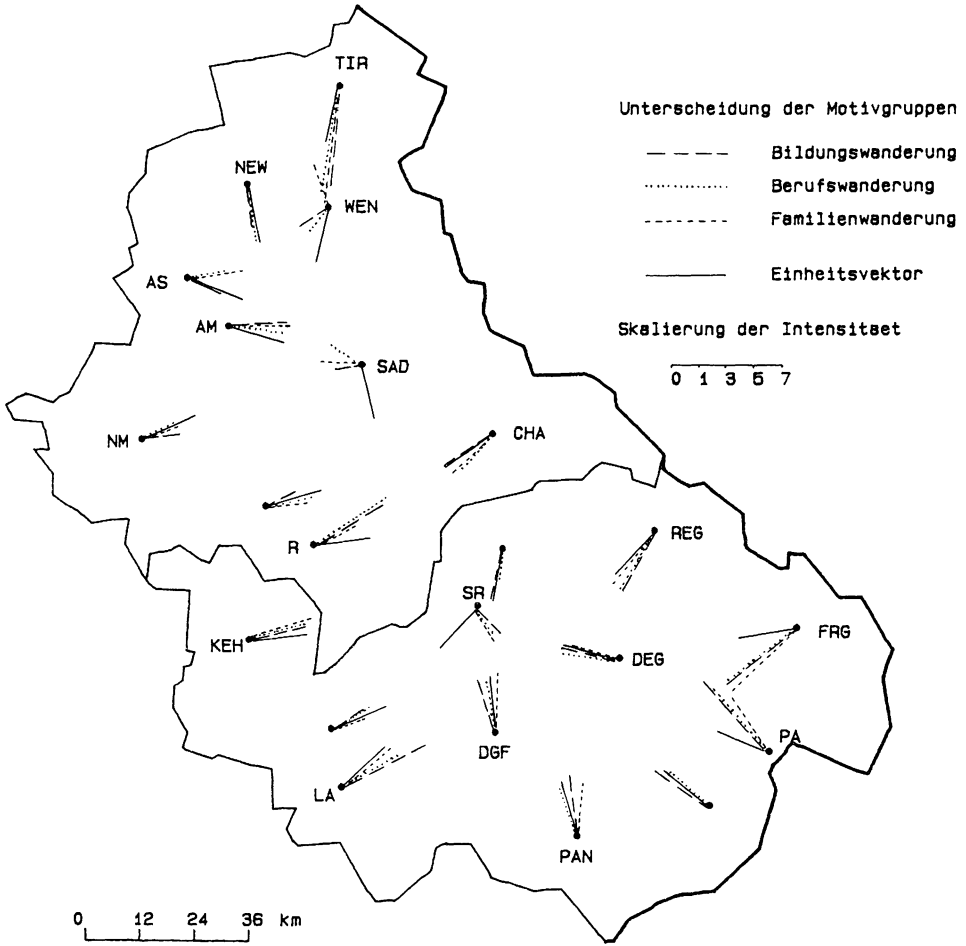 TIR
Unterscheidung der Motivgruppen
Bildungswanderung
NEW
Berufswanderung
WEN
Familienwanderung
AS
Einheitsvektor
AM
Skalierung der Intensitaet
SAD
0 1 3 5 7
NM
CHA
R
REG
SR
KEH
FRG
DEG
PA
DGF
LA
PAN
0 12 24 36 km